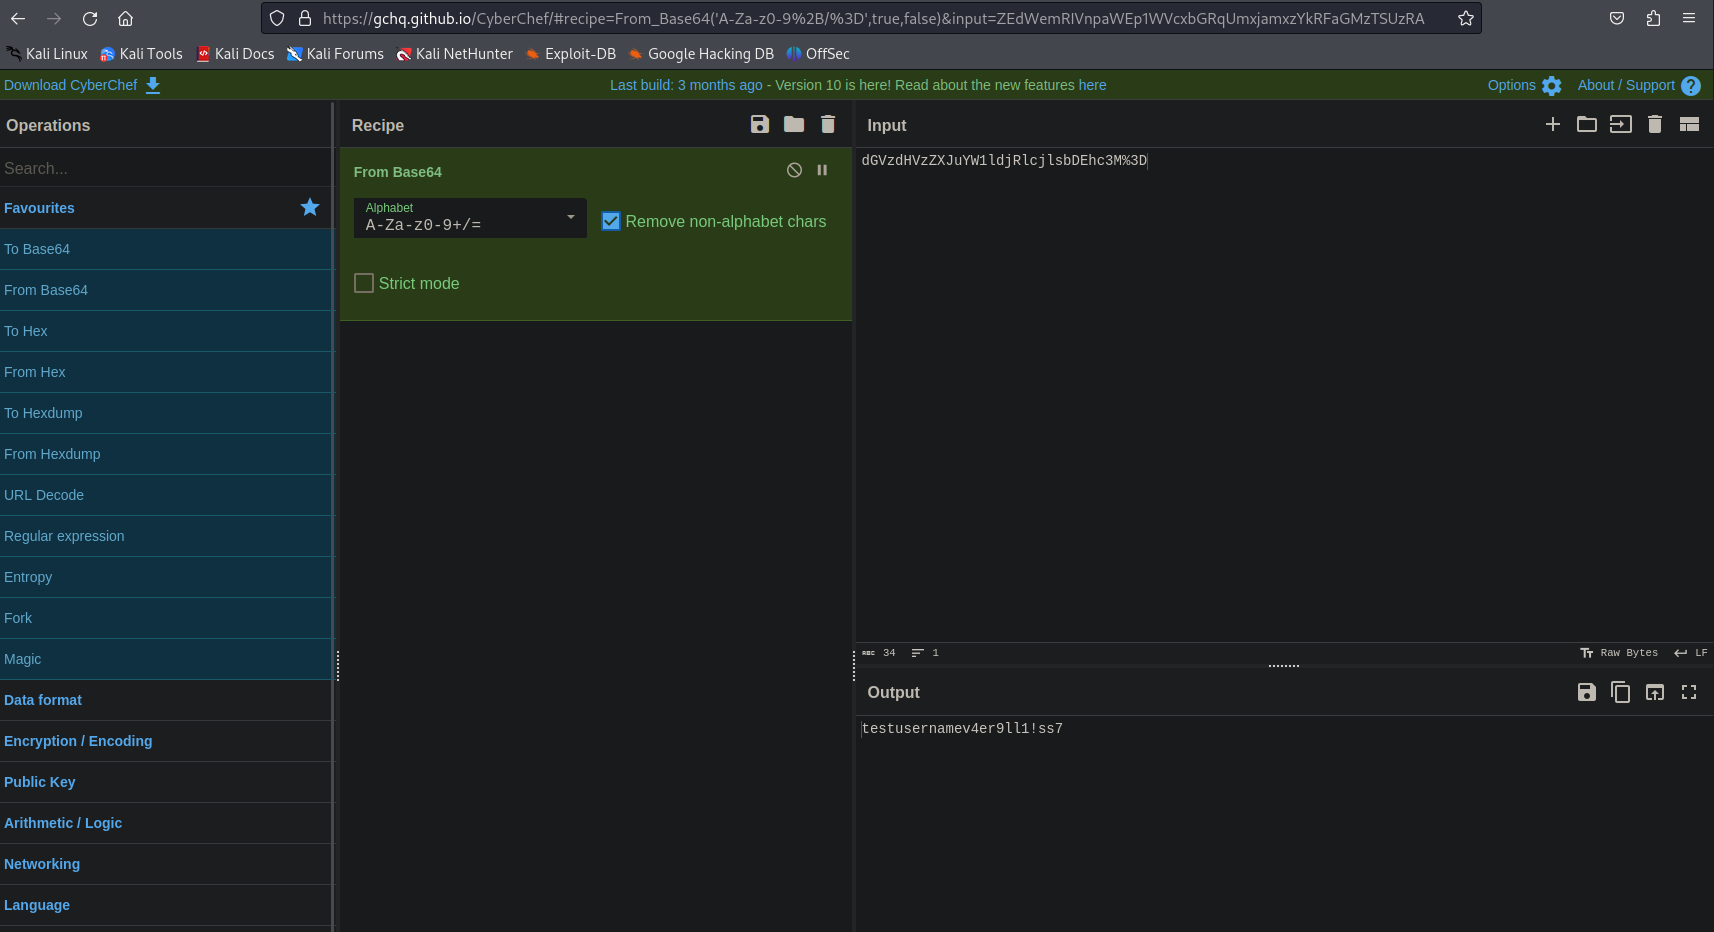 https://gchq.github.io/CyberChef/#recipe=From_Base64('A-Za-z0-9%2B/%3D',true,false)&input=ZEdWemRIVnpaWEp1WVcxbGRqUmxjamxzYkRFaGMzTSUzRA
Kali Linux Kali Tools Kali Docs Kali Forums Kali NetHunter Exploit-DB Google Hacking DB OffSec
Download CyberChef Last build: 3 months ago - Version 10 is here! Read about the new features here Options About / Support ?
Operations
Search...
Favourites
To Base64
From Base64
To Hex
From Hex
To Hexdump
From Hexdump
URL Decode
Regular expression
Entropy
Fork
Magic
Data format
Encryption / Encoding
Public Key
Arithmetic / Logic
Networking
Language
Recipe
From Base64
Alphabet
A-Za-z0-9+/=
Remove non-alphabet chars
Strict mode
Input
dGVzdHVzZXJuYW1ldjRlcjlsbDEhc3M%3D
ABC 34 1 Raw Bytes LF
Output
testusernamev4er9ll1!ss7